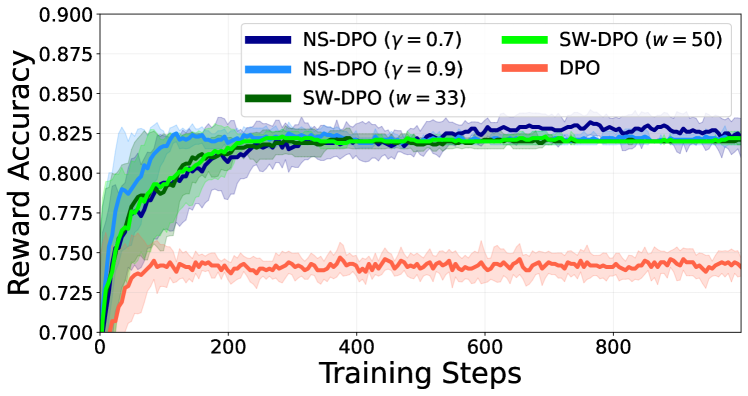 0.900
0.875
0.850
0.825
0.800
0.775
0.750
0.725
0.700
Reward Accuracy
NS-DPO (γ = 0.7)
NS-DPO (γ = 0.9)
SW-DPO (w = 33)
SW-DPO (w = 50)
DPO
0 200 400 600 800
Training Steps